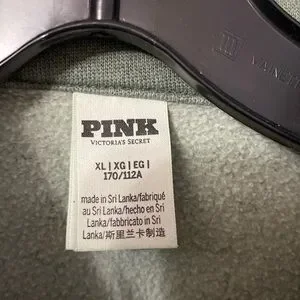 PINK
VICTORIA'S SECRET
XL | XG | EG |
170/112A
made in Sri Lanka/fabriqué
au Sri Lanka/hecho en Sri
Lanka/fabbricato in Sri
Lanka/斯里兰卡制造